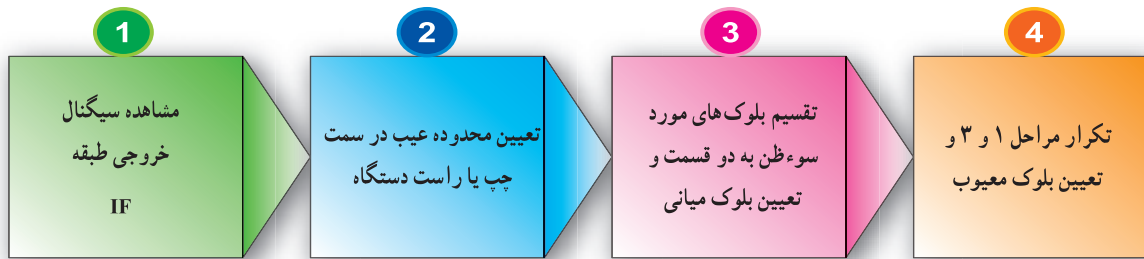 1
مشاهده سیگنال
خروجی طبقه
IF
2
تعیین محدوده عیب در سمت
چپ یا راست دستگاه
3
تقسیم بلوک‌های مورد
سوءظن به دو قسمت و
تعیین بلوک میانی
4
تکرار مراحل ۱ و ۳ و
تعیین بلوک معیوب